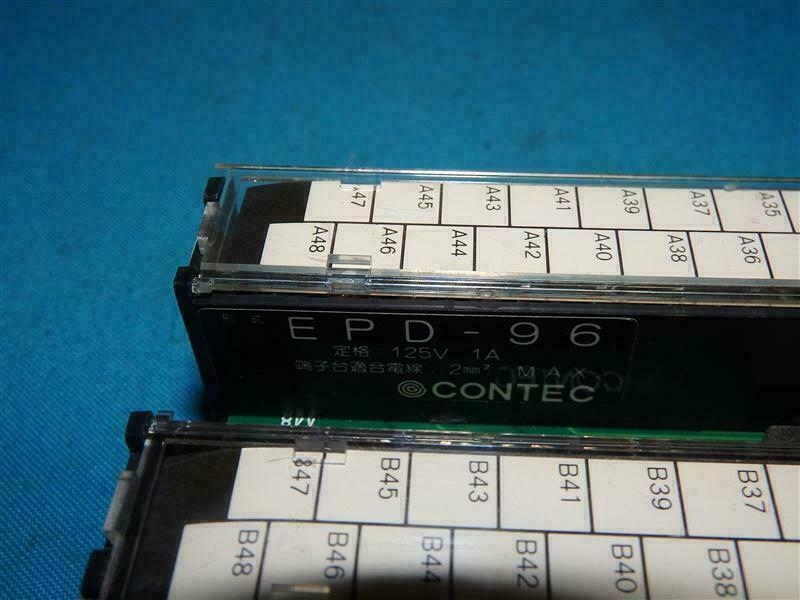 A47 A45 A43 A41 A39 A37 A35
A48 A46 A44 A42 A40 A38 A36
形式 EPD-96
定格 125V 1A
端子台適合電線 2mm² MAX
CONTEC
B47 B45 B43 B41 B39 B37
B48 B46 B44 B42 B40 B38